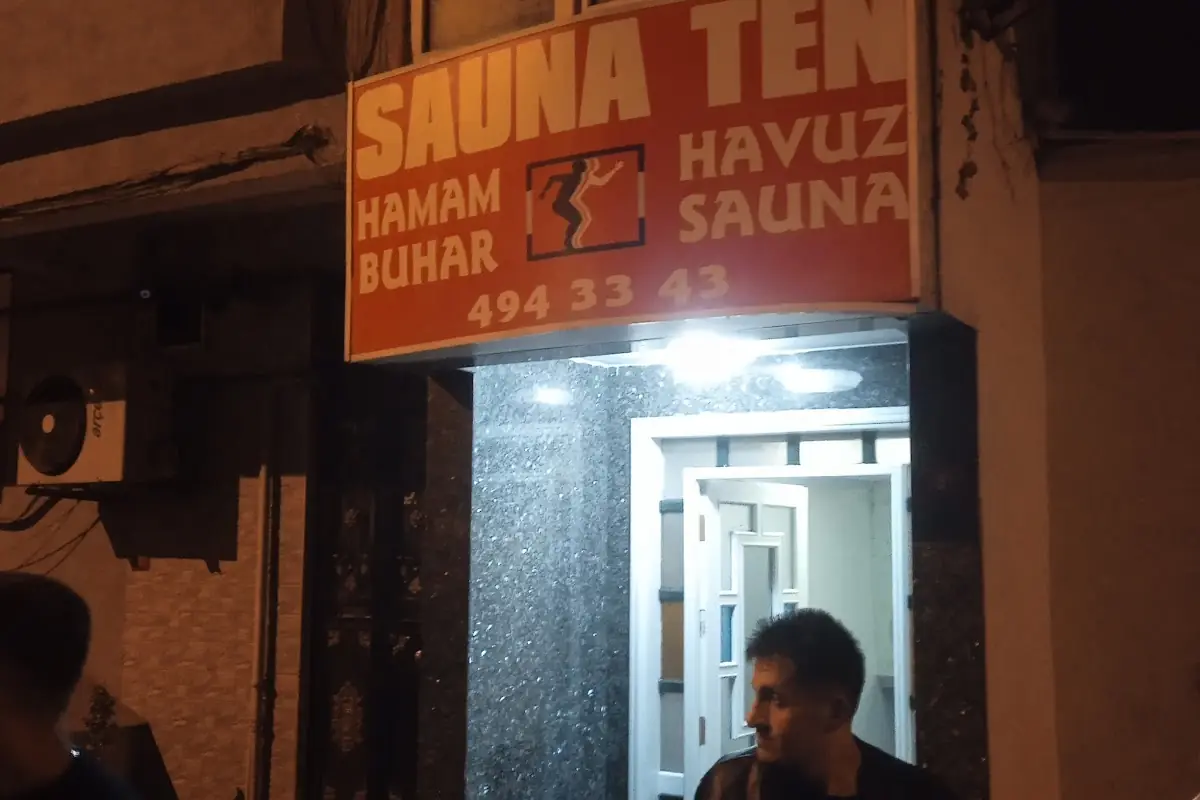 SAUNA TEN
HAMAM
BUHAR
HAVUZ
SAUNA
494 33 43